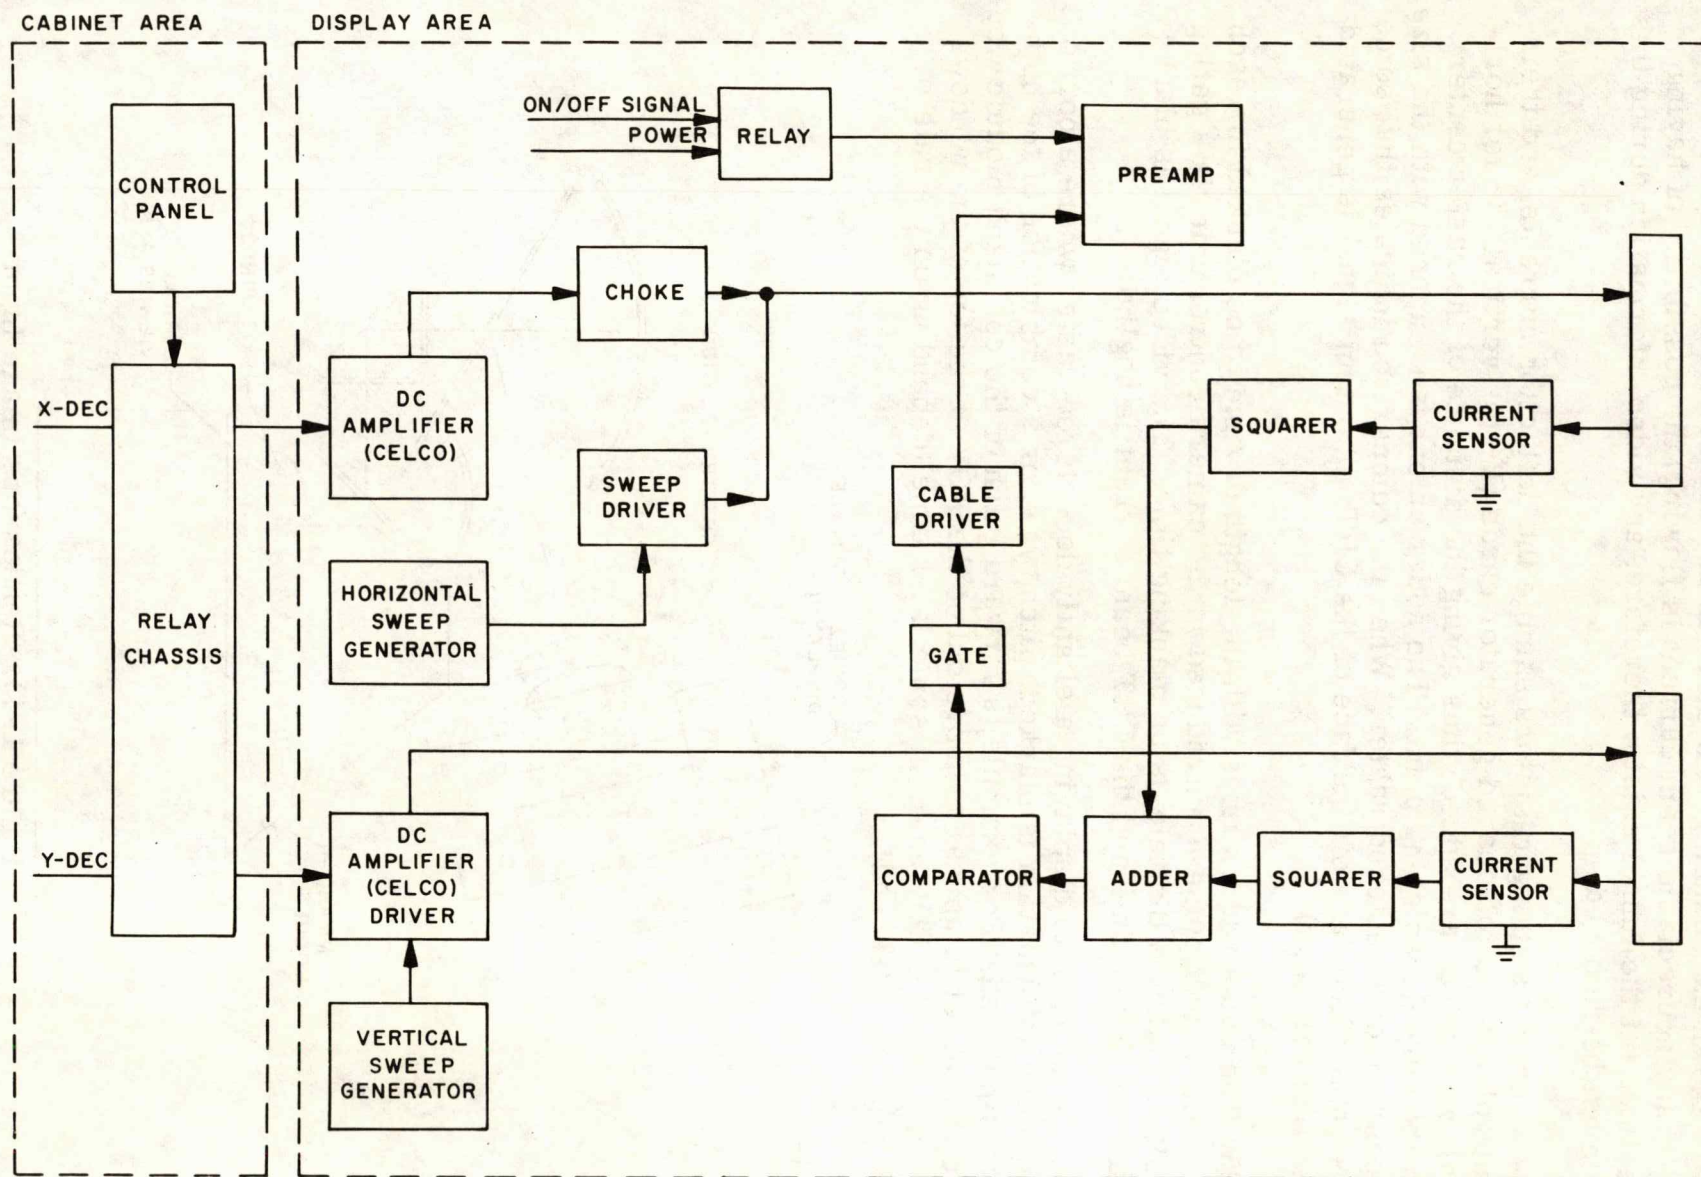 CABINET AREA
DISPLAY AREA
CONTROL
PANEL
X-DEC
RELAY
CHASSIS
Y-DEC
ON/OFF SIGNAL
POWER
RELAY
PREAMP
CHOKE
DC
AMPLIFIER
(CELCO)
SWEEP
DRIVER
HORIZONTAL
SWEEP
GENERATOR
CABLE
DRIVER
GATE
SQUARER
CURRENT
SENSOR
DC
AMPLIFIER
(CELCO)
DRIVER
COMPARATOR
ADDER
SQUARER
CURRENT
SENSOR
VERTICAL
SWEEP
GENERATOR